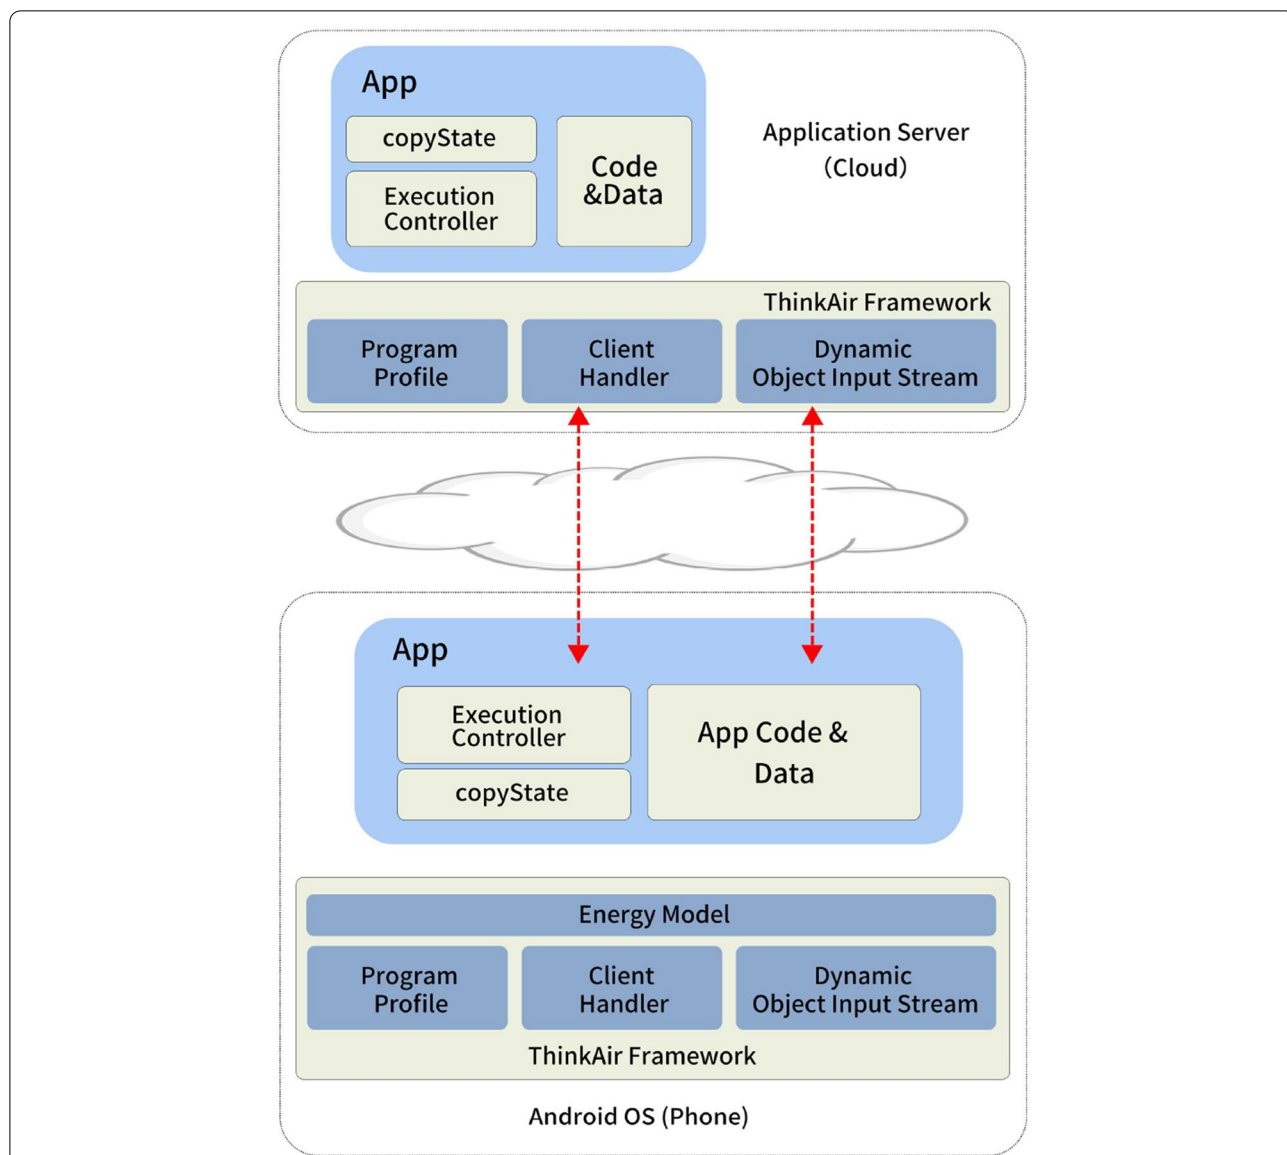 App
copyState
Execution
Controller
Code
&Data
Application Server
(Cloud)
ThinkAir Framework
Program
Profile
Client
Handler
Dynamic
Object Input Stream
App
Execution
Controller
copyState
App Code &
Data
Energy Model
Program
Profile
Client
Handler
Dynamic
Object Input Stream
ThinkAir Framework
Android OS (Phone)